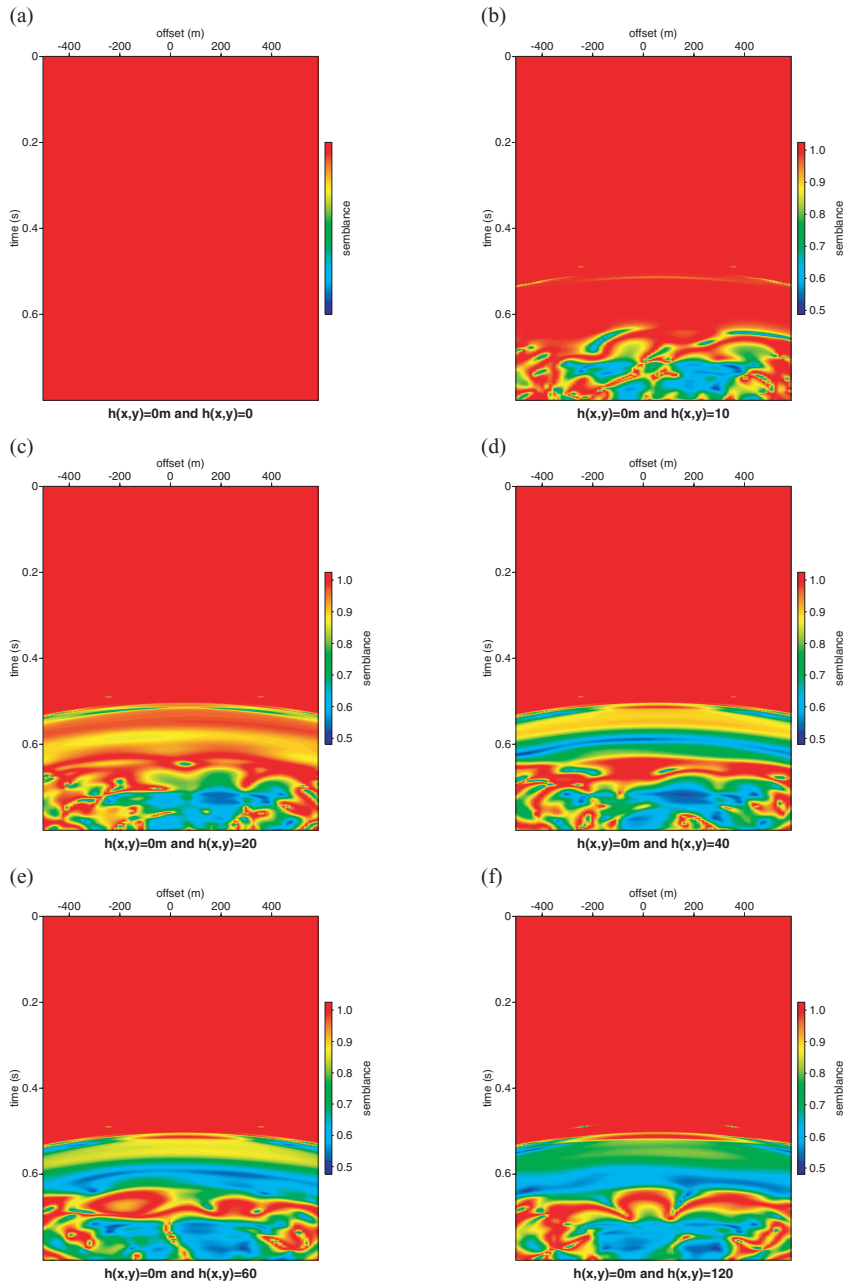 (a)
offset (m)
-400 -200 0 200 400
0
0.2
0.4
0.6
time (s)
semblance
h(x,y)=0m and h(x,y)=0
(b)
offset (m)
-400 -200 0 200 400
0
0.2
0.4
0.6
time (s)
1.0
0.9
0.8
0.7
0.6
0.5
semblance
h(x,y)=0m and h(x,y)=10
(c)
offset (m)
-400 -200 0 200 400
0
0.2
0.4
0.6
time (s)
1.0
0.9
0.8
0.7
0.6
0.5
semblance
h(x,y)=0m and h(x,y)=20
(d)
offset (m)
-400 -200 0 200 400
0
0.2
0.4
0.6
time (s)
1.0
0.9
0.8
0.7
0.6
0.5
semblance
h(x,y)=0m and h(x,y)=40
(e)
offset (m)
-400 -200 0 200 400
0
0.2
0.4
0.6
time (s)
1.0
0.9
0.8
0.7
0.6
0.5
semblance
h(x,y)=0m and h(x,y)=60
(f)
offset (m)
-400 -200 0 200 400
0
0.2
0.4
0.6
time (s)
1.0
0.9
0.8
0.7
0.6
0.5
semblance
h(x,y)=0m and h(x,y)=120